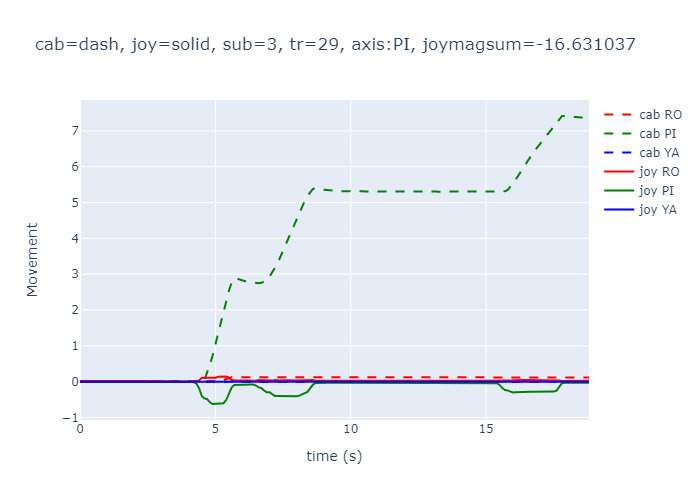 cab=dash, joy=solid, sub=3, tr=29, axis:PI, joymagsum=-16.631037
cab RO
cab PI
cab YA
joy RO
joy PI
joy YA
Movement
7
6
5
4
3
2
1
0
−1
0 5 10 15
time (s)